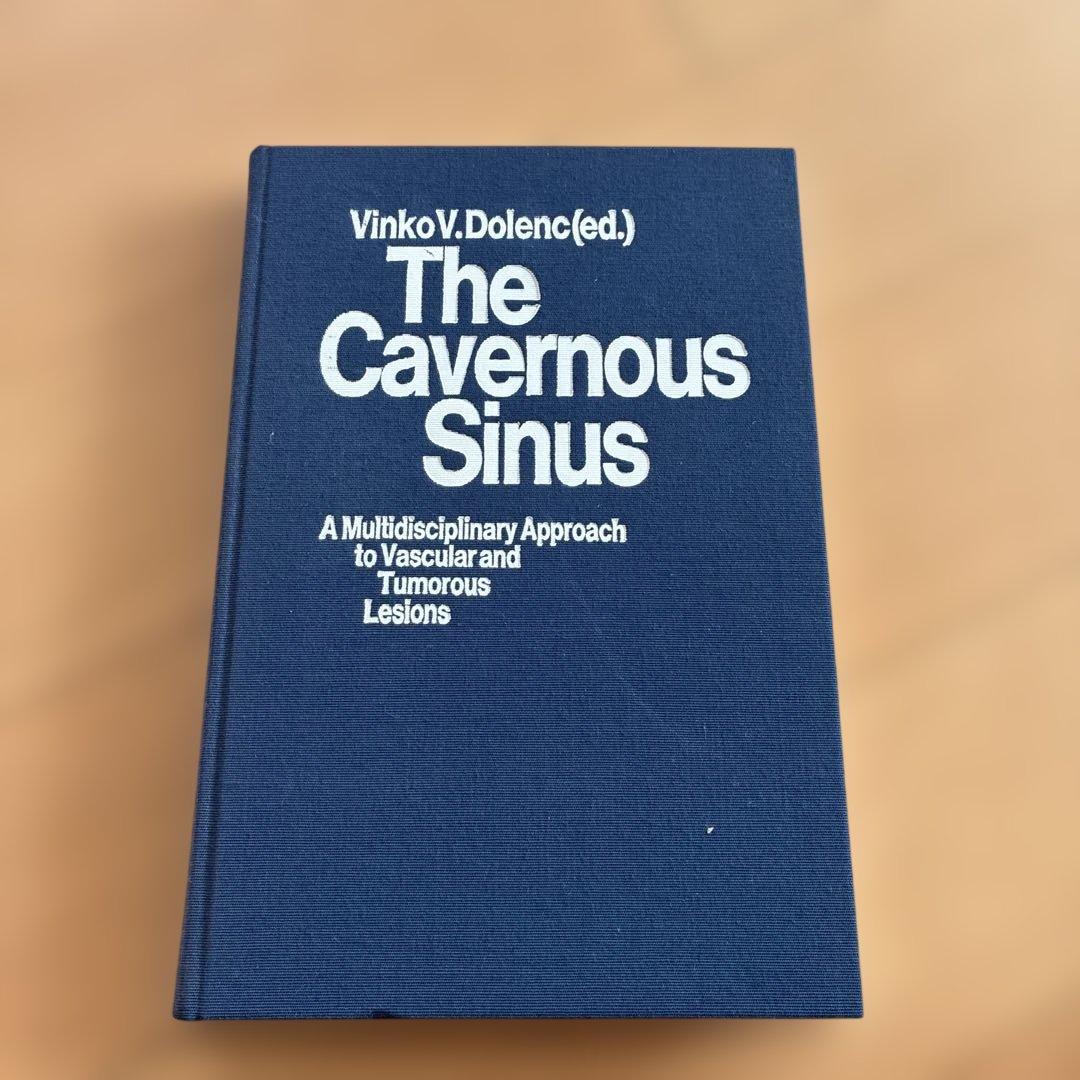 Vinko V. Dolenc (ed.)
The
Cavernous
Sinus
A Multidisciplinary Approach
to Vascular and
Tumorous
Lesions